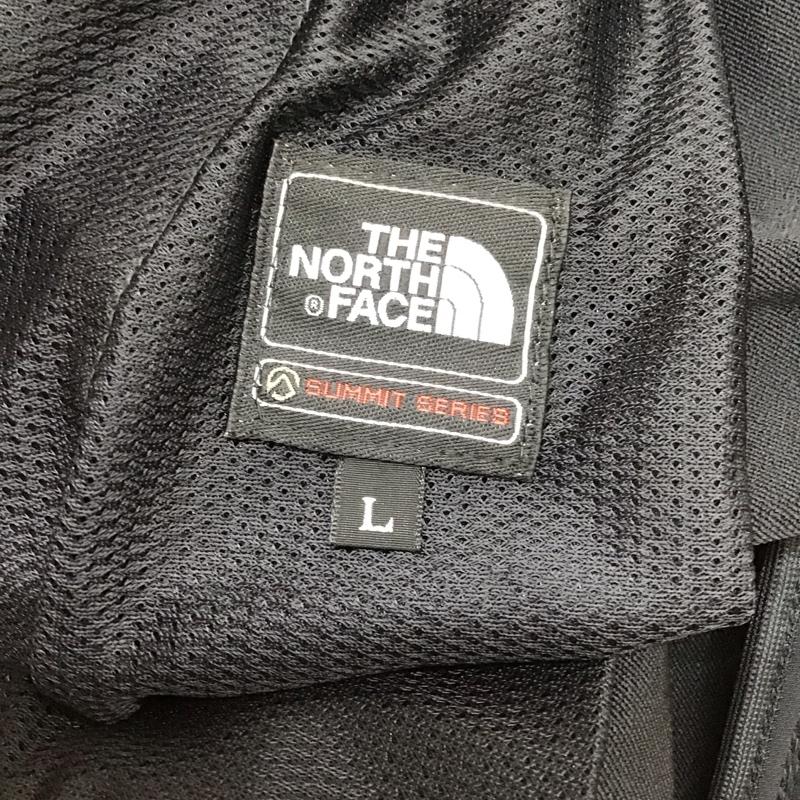 THE
NORTH
® FACE
SUMMIT SERIES
L